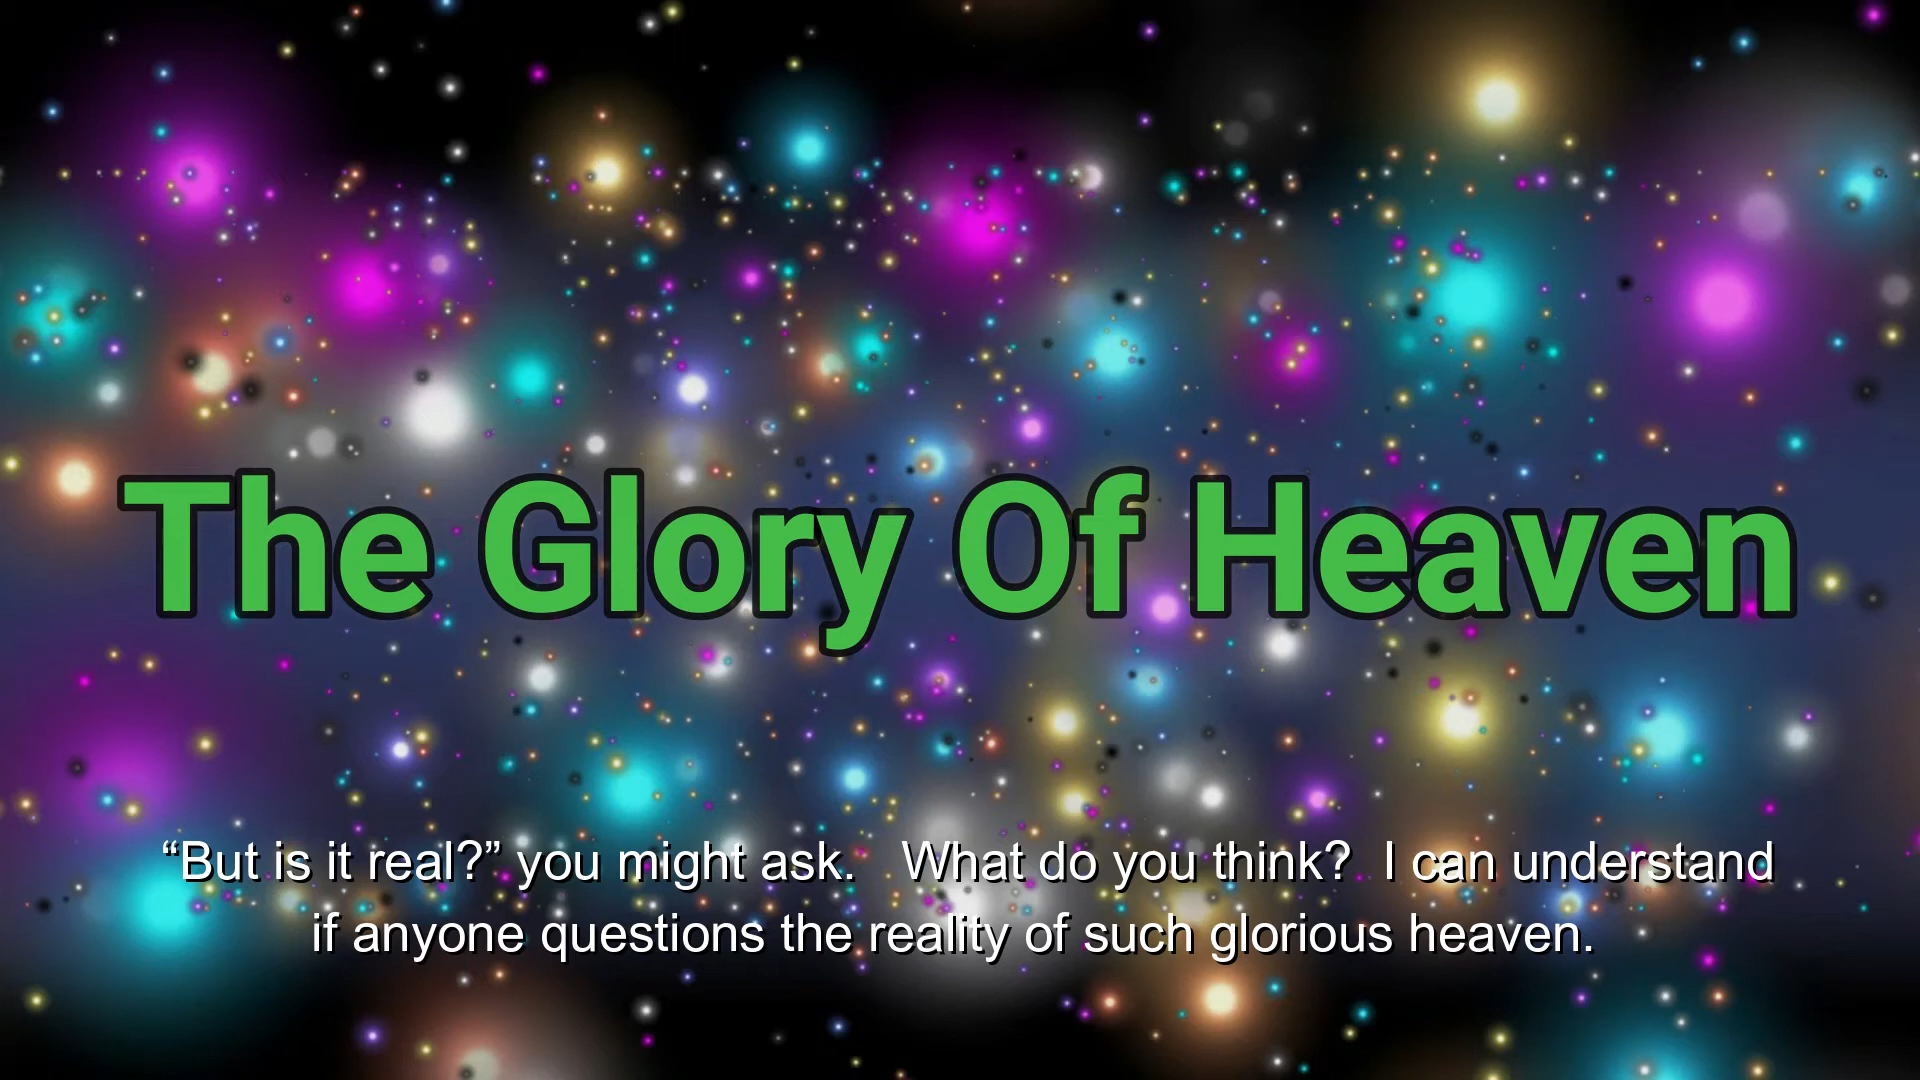 The Glory Of Heaven
“But is it real?” you might ask.   What do you think?  I can understand
if anyone questions the reality of such glorious heaven.